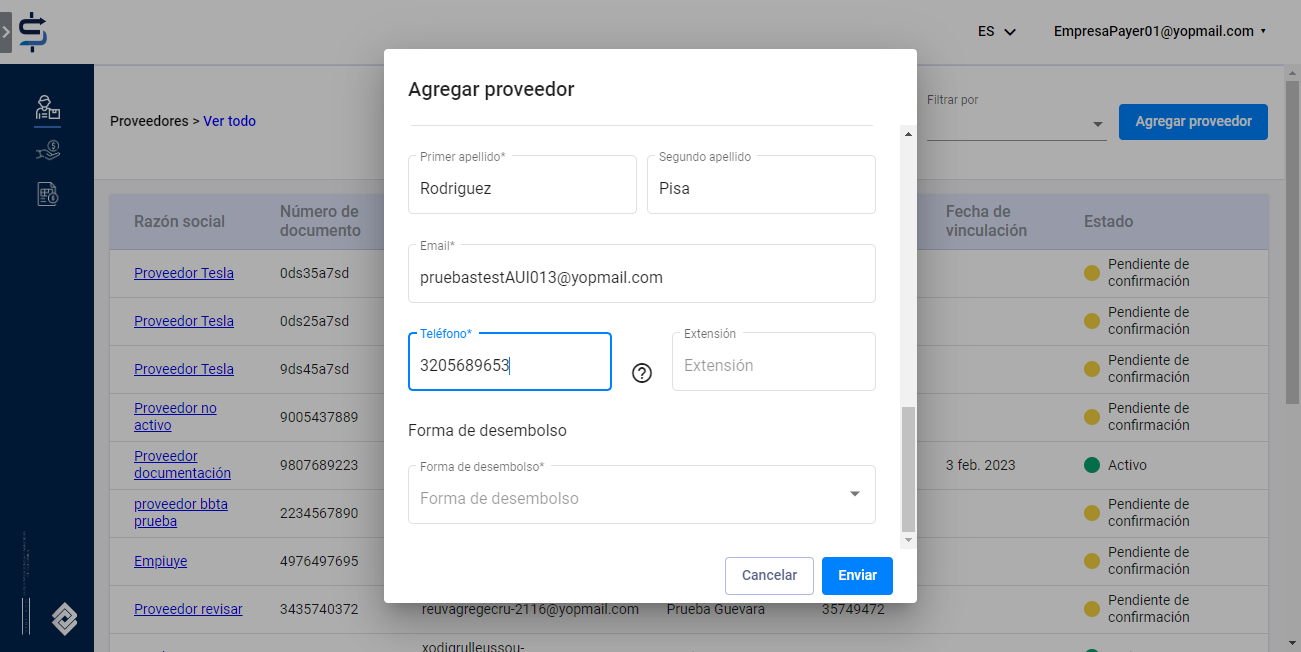 ES
EmpresaPayer01@yopmail.com
Proveedores > Ver todo
Filtrar por
Agregar proveedor
Razón social
Número de
documento
Fecha de
vinculación
Estado
Proveedor Tesla
0ds35a7sd
Pendiente de
confirmación
Proveedor Tesla
0ds25a7sd
Pendiente de
confirmación
Proveedor Tesla
9ds45a7sd
Pendiente de
confirmación
Proveedor no
activo
9005437889
Pendiente de
confirmación
Proveedor
documentación
9807689223
3 feb. 2023
Activo
proveedor bbta
prueba
2234567890
Pendiente de
confirmación
Empiuye
4976497695
Pendiente de
confirmación
Proveedor revisar
3435740372
reuvagregecru-2116@yopmail.com
Prueba Guevara
35749472
Pendiente de
confirmación
xodigrulleussou-
Agregar proveedor
Primer apellido*
Rodriguez
Segundo apellido
Pisa
Email*
pruebastestAUI013@yopmail.com
Teléfono*
3205689653
Extensión
Extensión
Forma de desembolso
Forma de desembolso*
Forma de desembolso
Cancelar
Enviar